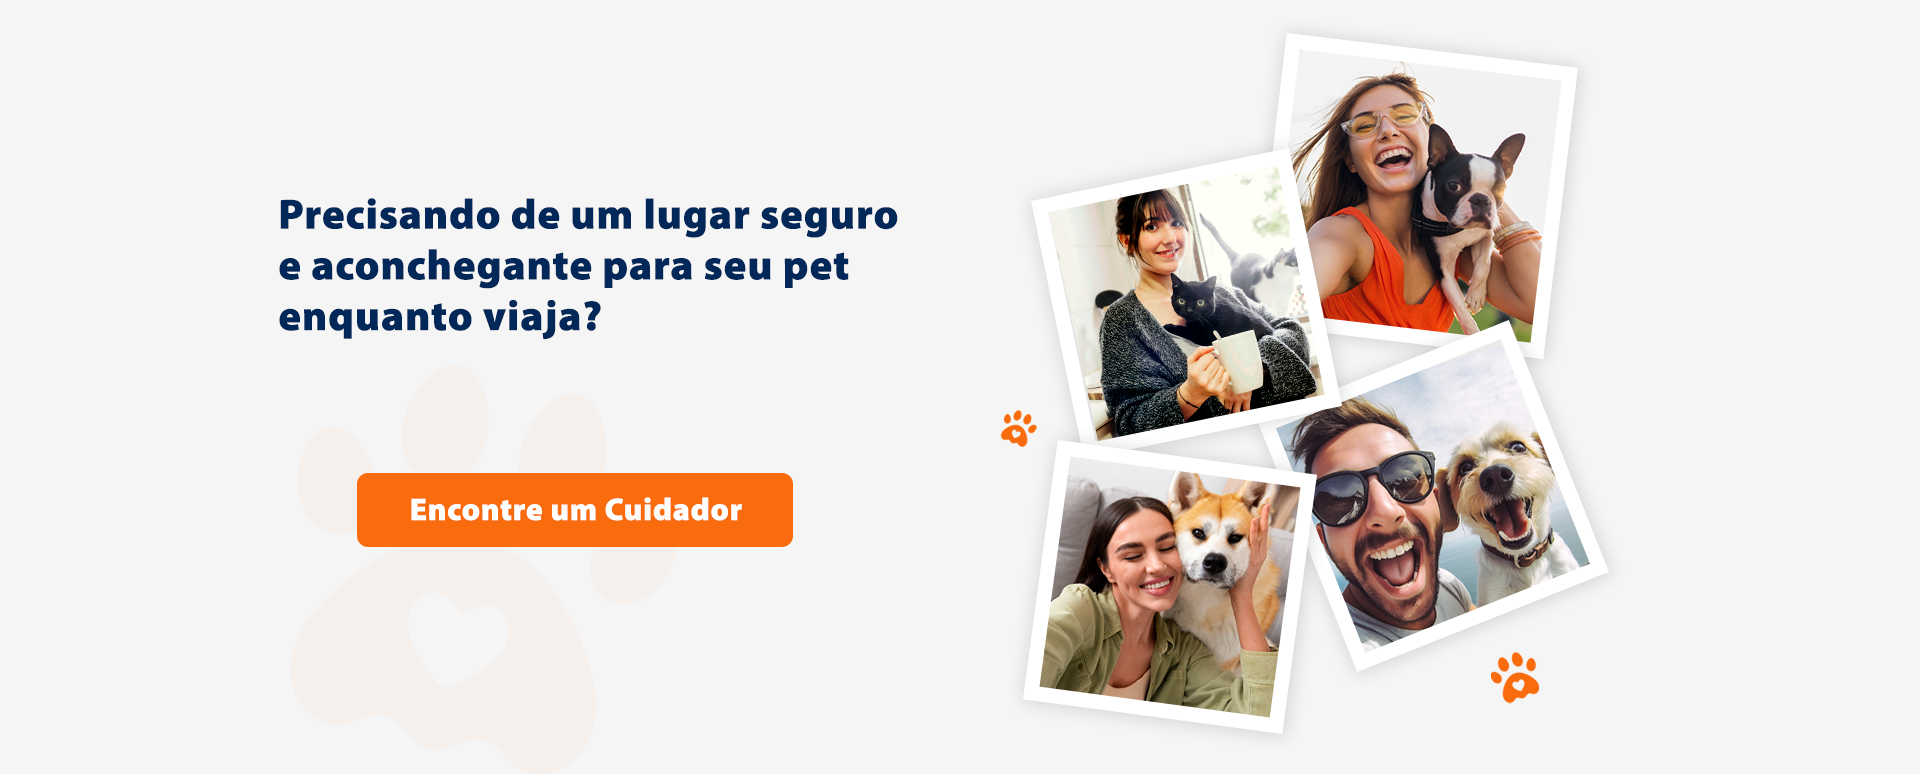 Precisando de um lugar seguro
e aconchegante para seu pet
enquanto viaja?
Encontre um Cuidador